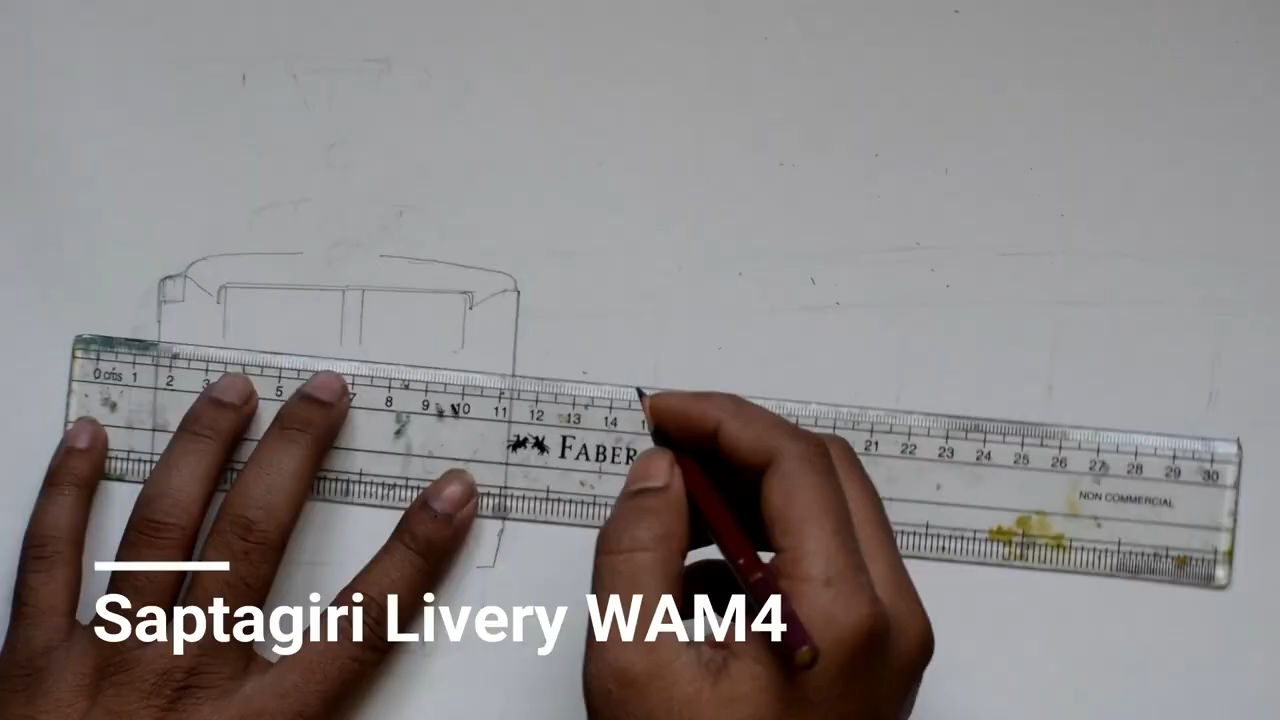 0 cms 1 2 3 5 7 8 9 10 11 12 13 14 21 22 23 24 25 26 27 28 29 30
FABER
NON COMMERCIAL
Saptagiri Livery WAM4